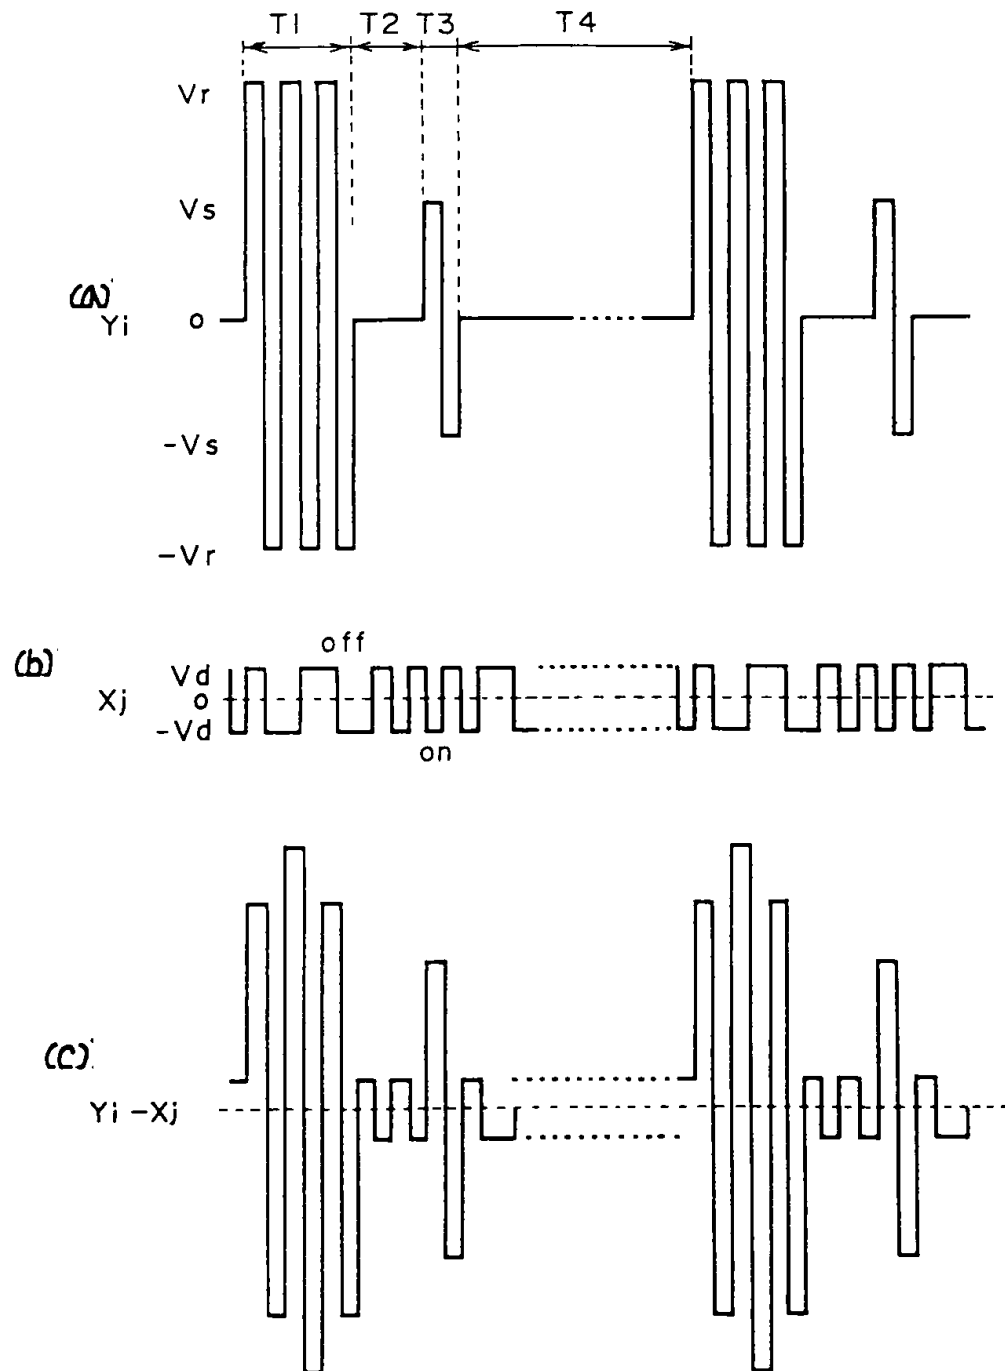 T1 T2 T3 T4
Vr
Vs
(a)
Yi o
-Vs
-Vr
(b)
off
Vd
Xj o
-Vd
on
(c)
Yi -Xj